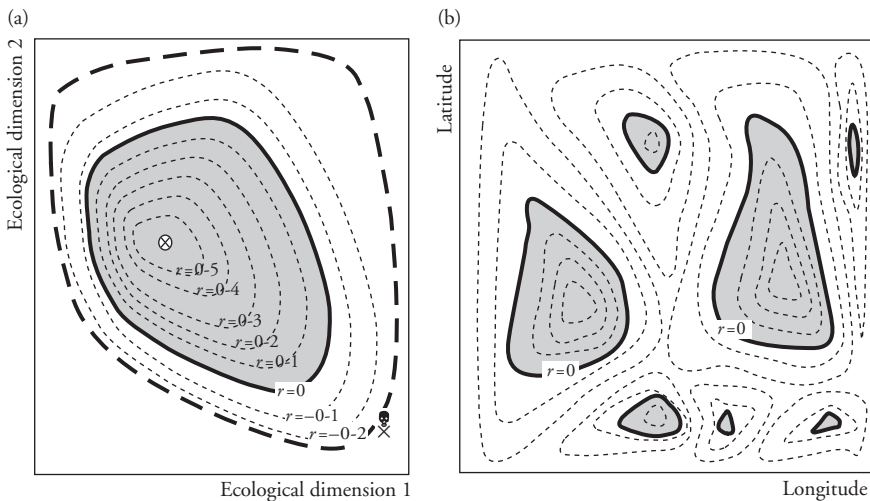 (a)
Ecological dimension 2
r=0-5
r=0-4
r=0-3
r=0-2
r=0-1
r=0
r=−0-1
r=−0-2
Ecological dimension 1
(b)
Latitude
r=0
r=0
Longitude